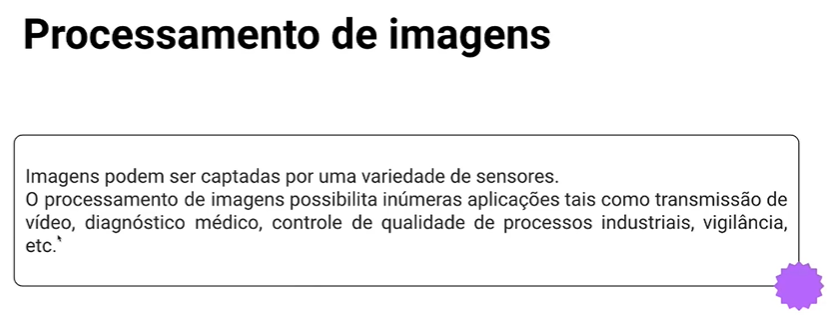 Processamento de imagens
Imagens podem ser captadas por uma variedade de sensores.
O processamento de imagens possibilita inúmeras aplicações tais como transmissão de
vídeo, diagnóstico médico, controle de qualidade de processos industriais, vigilância,
etc.